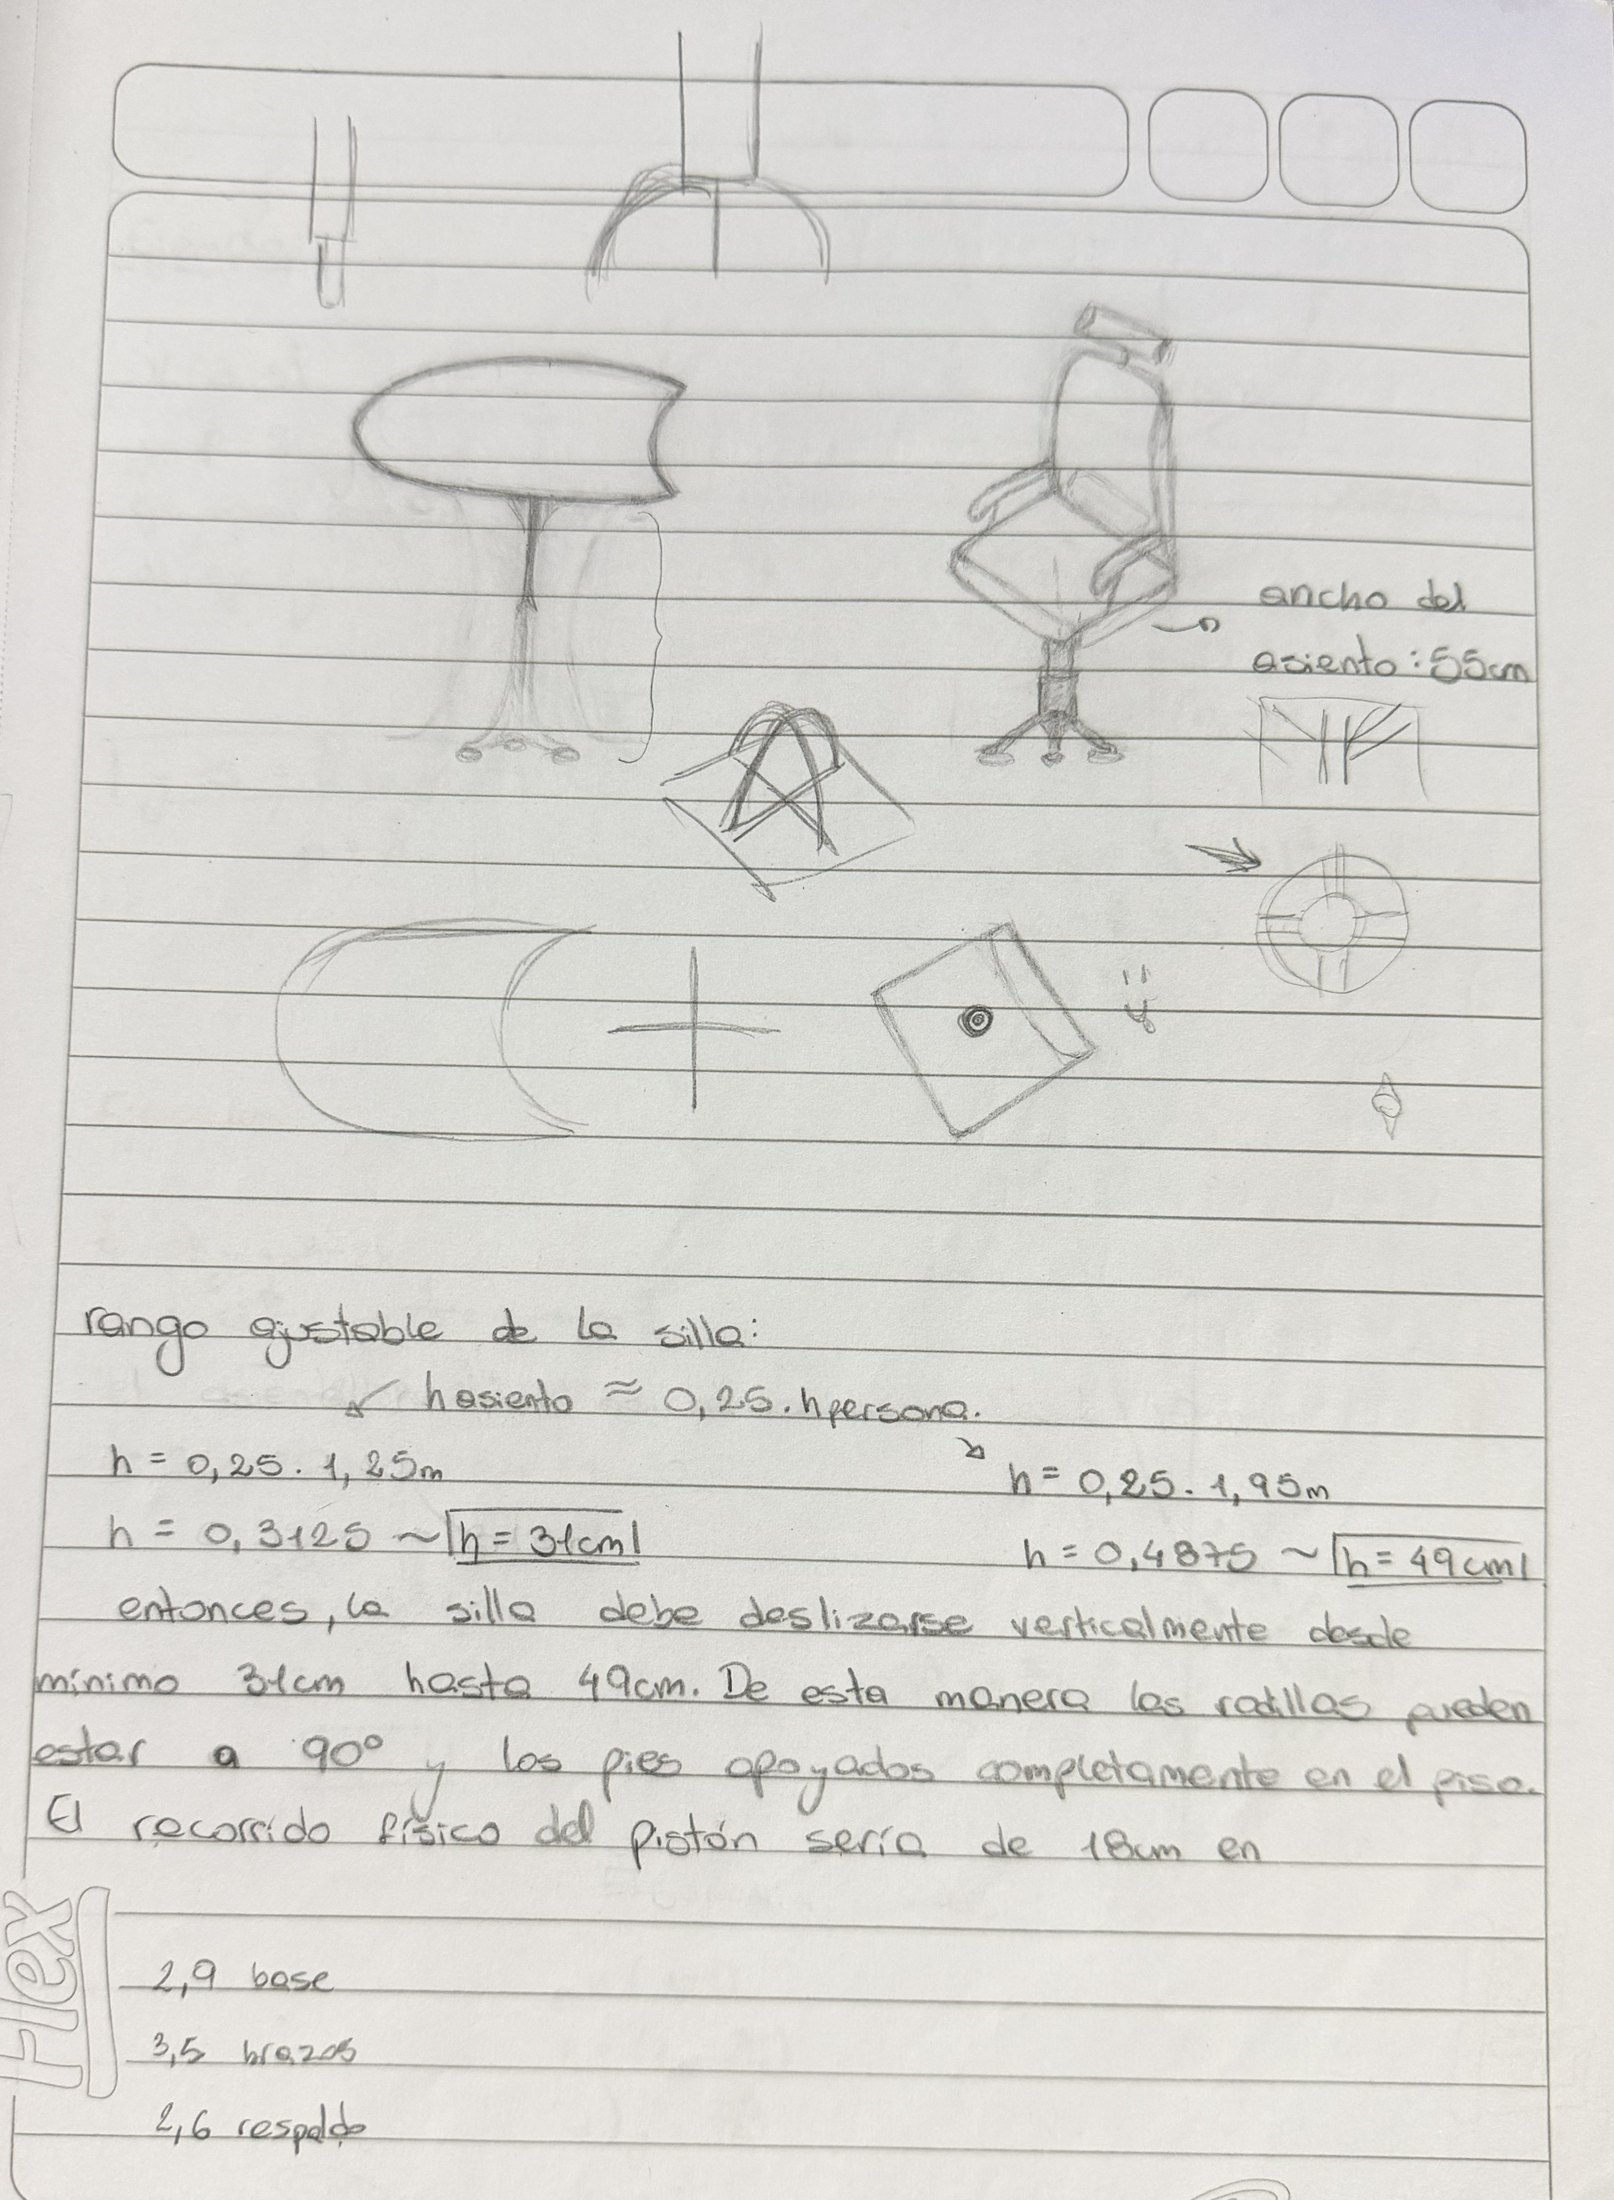 ancho del
asiento: 55cm
rango ajustable de la silla:
hasiento ≈ 0,25. hpersona.
h = 0,25. 1,25m
h = 0,25. 1,95m
h = 0,3125 ~ h = 31cm
h = 0,4875 ~ h = 49cm
entonces, la silla debe deslizarse verticalmente desde
mínimo 31cm hasta 49cm. De esta manera las rodillas pueden
estar a 90° y los pies apoyados completamente en el piso.
El recorrido físico del pistón sería de 18cm en
Flex
2,9 base
3,5 brazos
2,6 respaldo